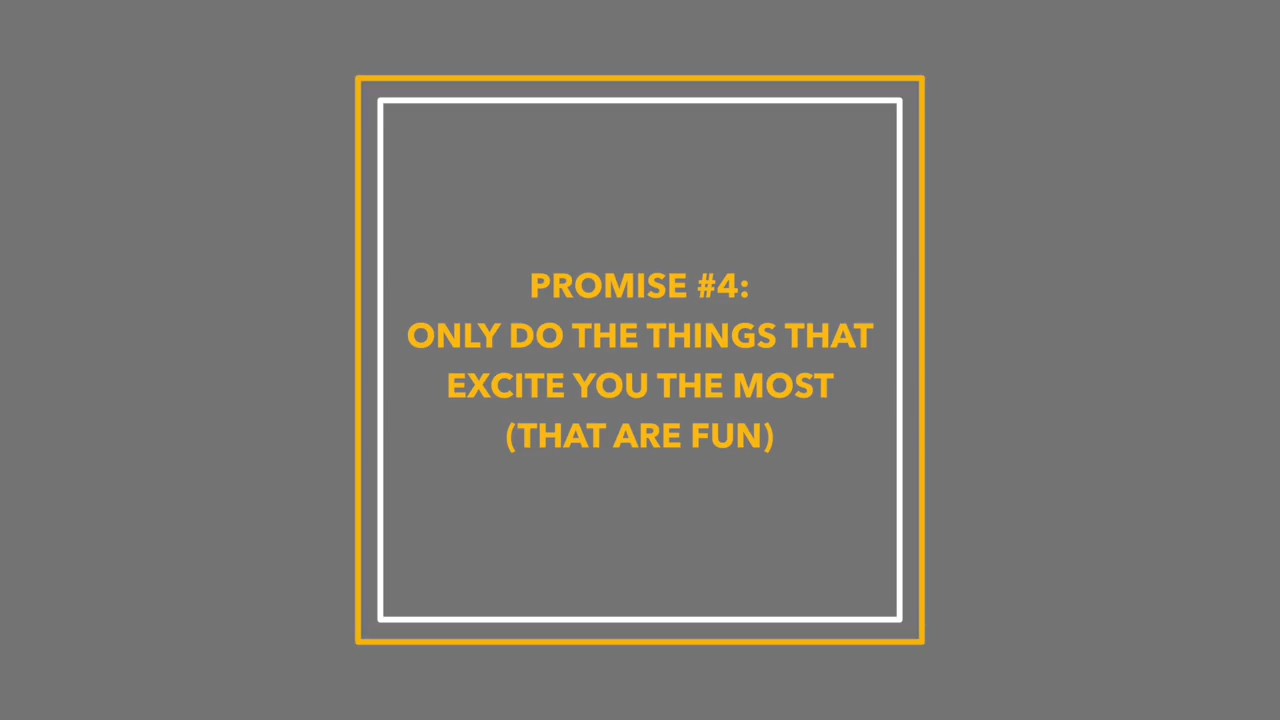 PROMISE #4:
ONLY DO THE THINGS THAT
EXCITE YOU THE MOST
(THAT ARE FUN)